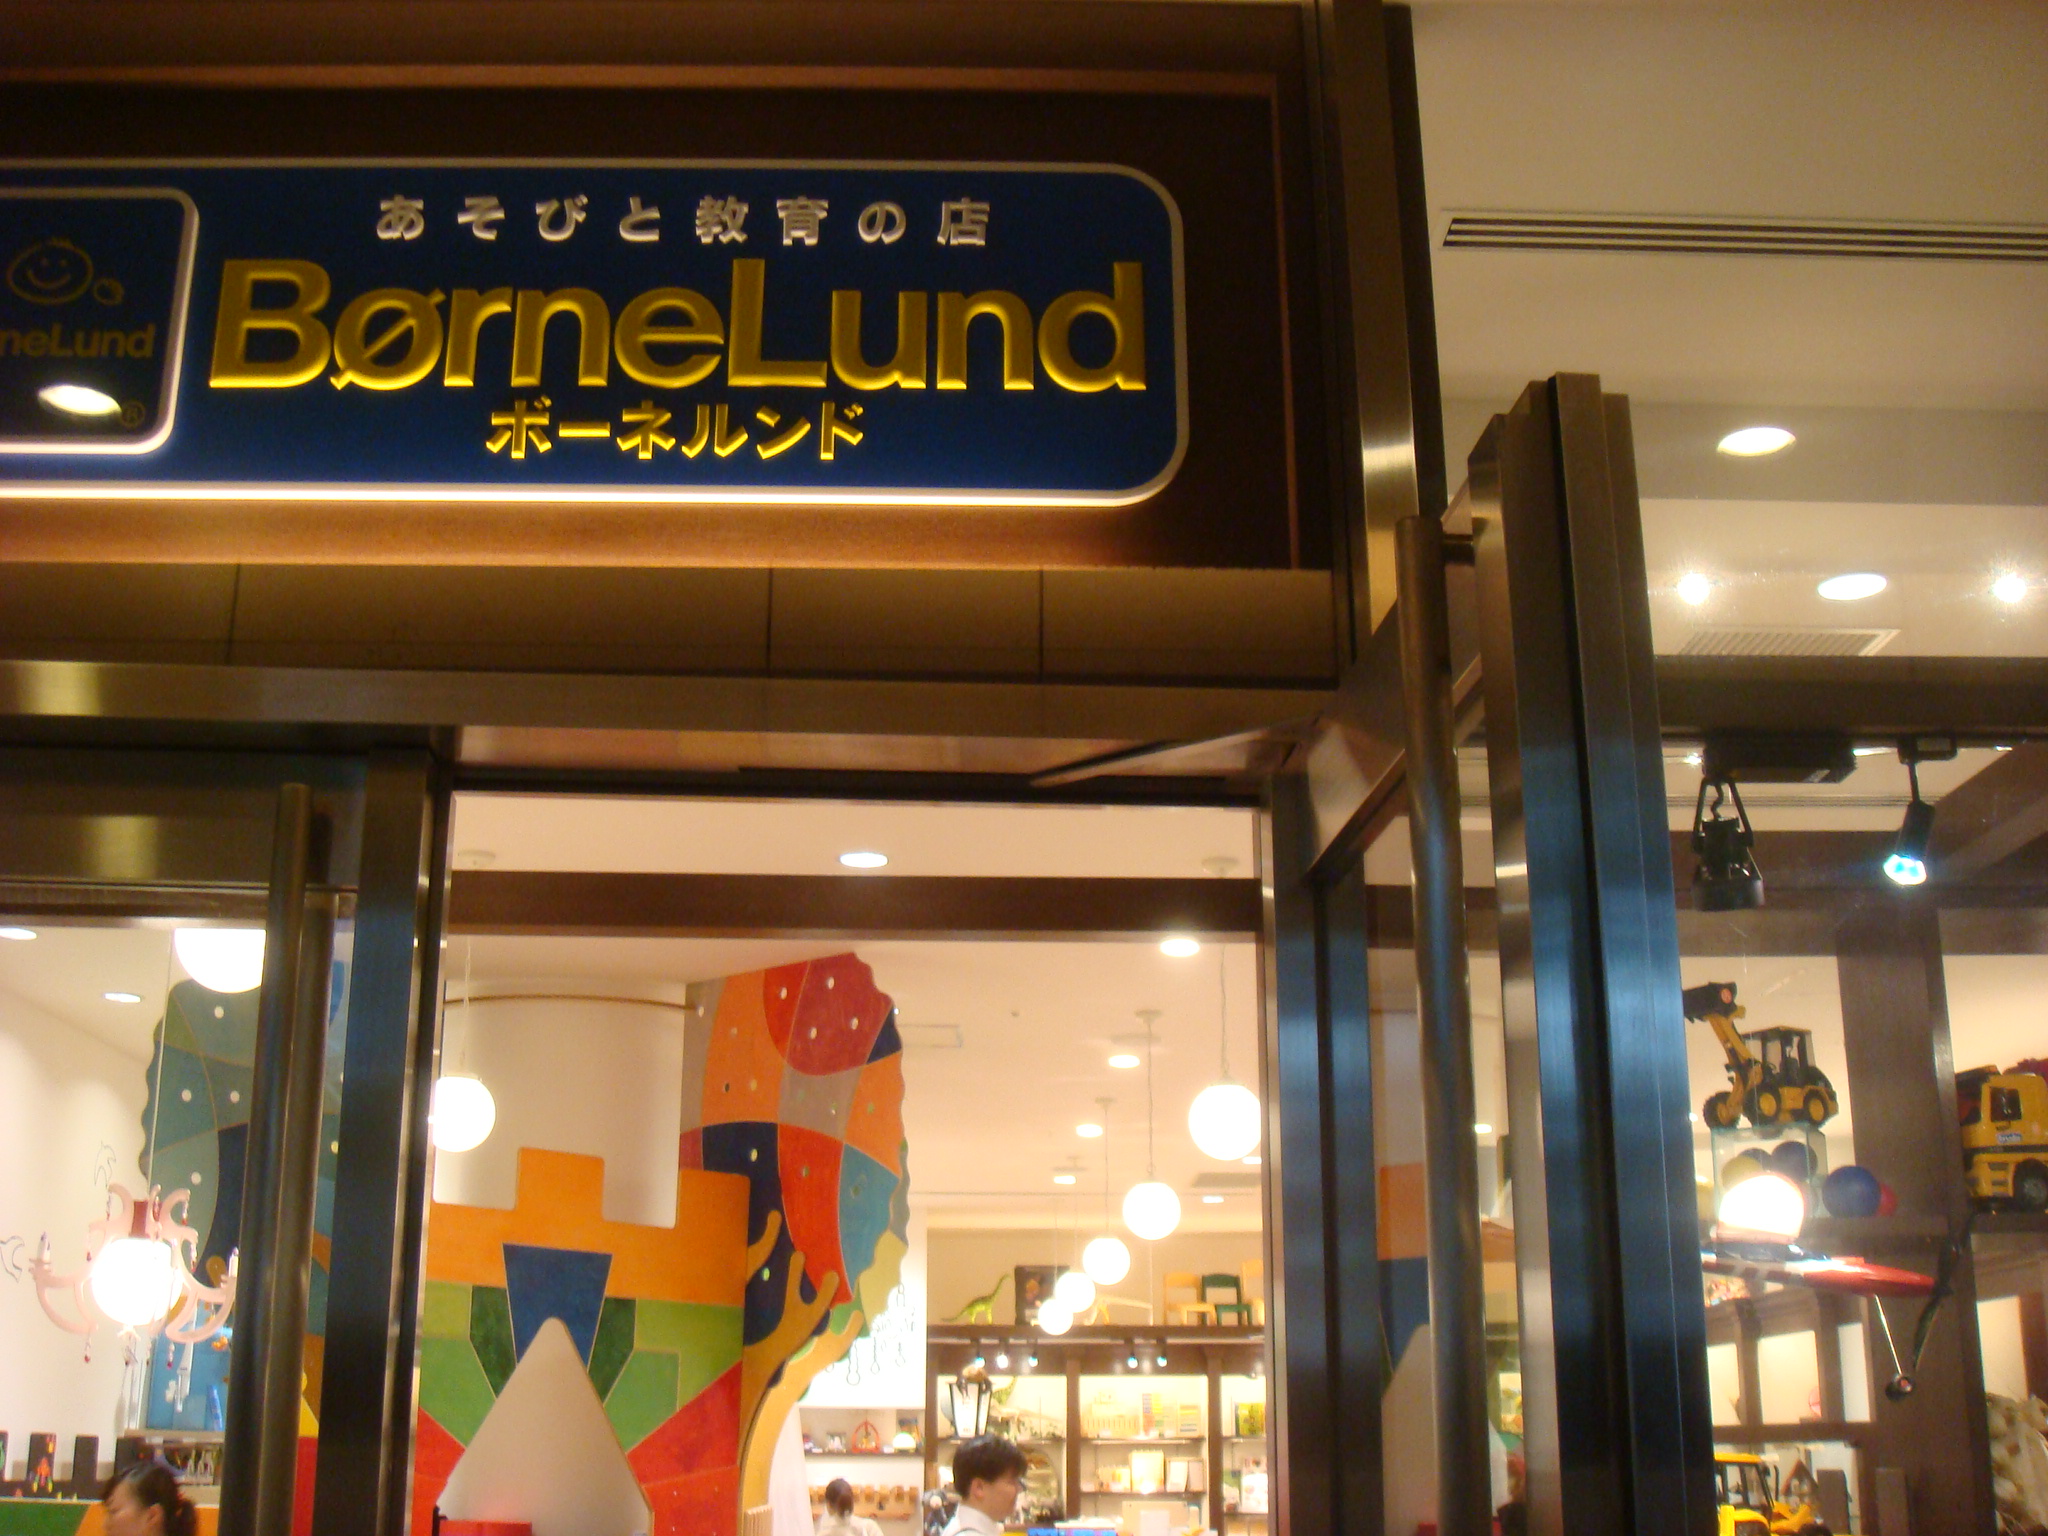 あそびと教育の店
BørneLund
ボーネルンド
neLund
®